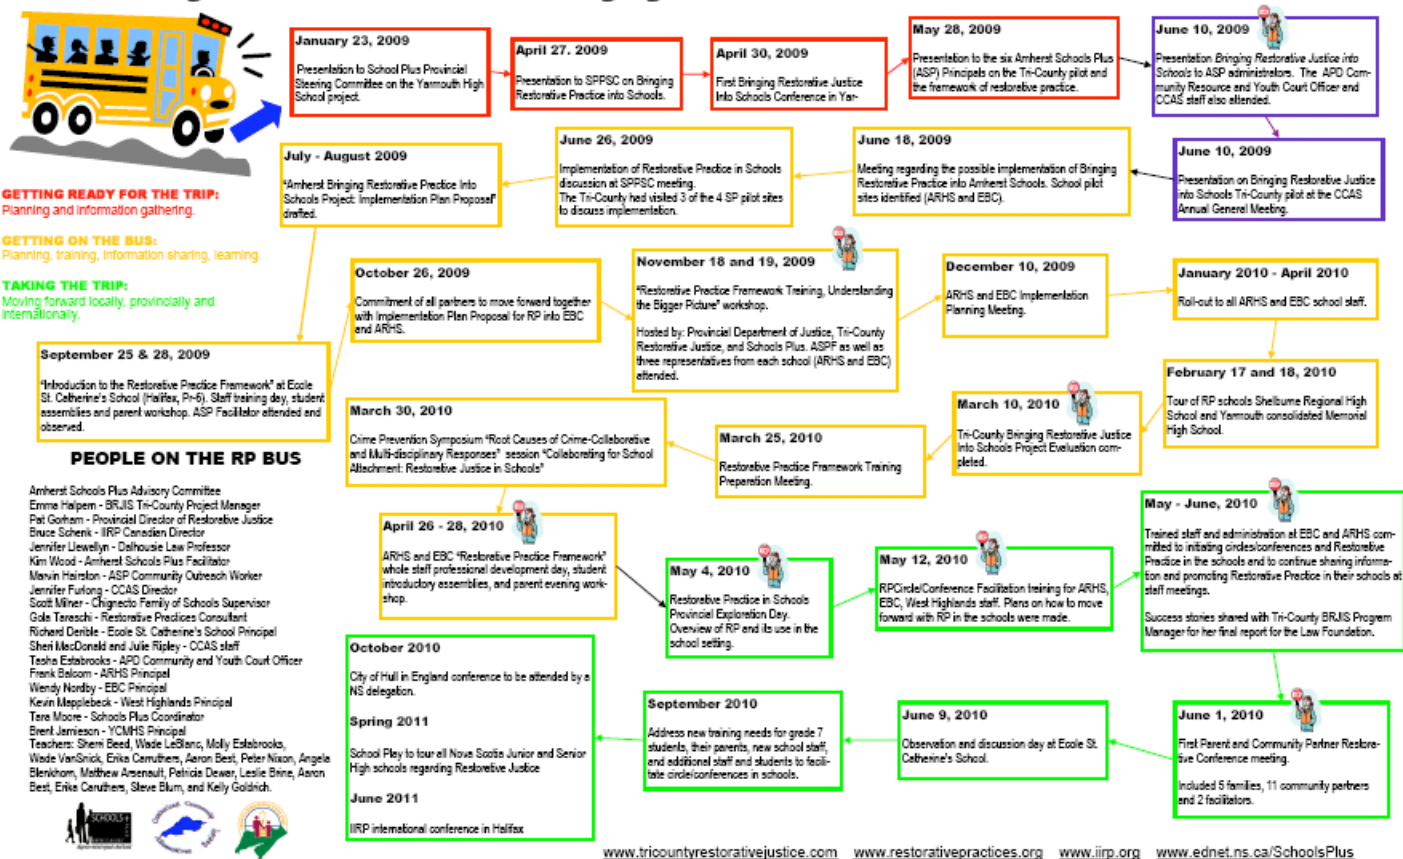 January 23, 2009
Presentation to School Plus Provincial
Steering Committee on the Yarmouth High
School project.
April 27. 2009
Presentation to SPPSC on Bringing
Restorative Practice into Schools.
April 30, 2009
First Bringing Restorative Justice
Into Schools Conference in Yar-
May 28, 2009
Presentation to the six Amherst Schools Plus
(ASP) Principals on the Tri-County pilot and
the framework of restorative practice.
June 10, 2009
Presentation Bringing Restorative Justice into
Schools to ASP administrators. The APD Com-
munity Resource and Youth Court Officer and
CCAS staff also attended.
June 10, 2009
Presentation on Bringing Restorative Justice
into Schools Tri-County pilot at the CCAS
Annual General Meeting.
June 18, 2009
Meeting regarding the possible implementation of Bringing
Restorative Practice into Amherst Schools. School pilot
sites identified (ARHS and EBC).
June 26, 2009
Implementation of Restorative Practice in Schools
discussion at SPPSC meeting.
The Tri-County had visited 3 of the 4 SP pilot sites
to discuss implementation.
July - August 2009
"Amherst Bringing Restorative Practice Into
Schools Project: Implementation Plan Proposal"
drafted.
GETTING READY FOR THE TRIP:
Planning and information gathering.
GETTING ON THE BUS:
Planning, training, information sharing, learning.
TAKING THE TRIP:
Moving forward locally, provincially and
internationally.
September 25 & 28, 2009
"Introduction to the Restorative Practice Framework" at Ecole
St. Catherine's School (Halifax, Pr-6). Staff training day, student
assemblies and parent workshop. ASP Facilitator attended and
observed.
October 26, 2009
Commitment of all partners to move forward together
with Implementation Plan Proposal for RP into EBC
and ARHS.
November 18 and 19, 2009
"Restorative Practice Framework Training, Understanding
the Bigger Picture" workshop.
Hosted by: Provincial Department of Justice, Tri-County
Restorative Justice, and Schools Plus. ASPF as well as
three representatives from each school (ARHS and EBC)
attended.
December 10, 2009
ARHS and EBC Implementation
Planning Meeting.
January 2010 - April 2010
Roll-out to all ARHS and EBC school staff.
February 17 and 18, 2010
Tour of RP schools Shelburne Regional High
School and Yarmouth consolidated Memorial
High School.
March 10, 2010
Tri-County Bringing Restorative Justice
Into Schools Project Evaluation com-
pleted.
March 25, 2010
Restorative Practice Framework Training
Preparation Meeting.
March 30, 2010
Crime Prevention Symposium "Root Causes of Crime-Collaborative
and Multi-disciplinary Responses" session "Collaborating for School
Attachment: Restorative Justice in Schools"
April 26 - 28, 2010
ARHS and EBC "Restorative Practice Framework"
whole staff professional development day, student
introductory assemblies, and parent evening work-
shop.
May 4, 2010
Restorative Practice in Schools
Provincial Exploration Day.
Overview of RP and its use in the
school setting.
May 12, 2010
RPCircle/Conference Facilitation training for ARHS,
EBC, West Highlands staff. Plans on how to move
forward with RP in the schools were made.
May - June, 2010
Trained staff and administration at EBC and ARHS com-
mitted to initiating circles/conferences and Restorative
Practice in the schools and to continue sharing informa-
tion and promoting Restorative Practice in their schools at
staff meetings.
Success stories shared with Tri-County BRJIS Program
Manager for her final report for the Law Foundation.
June 1, 2010
First Parent and Community Partner Restora-
tive Conference meeting.
Included 5 families, 11 community partners
and 2 facilitators.
June 9, 2010
Observation and discussion day at Ecole St.
Catherine's School.
September 2010
Address new training needs for grade 7
students, their parents, new school staff,
and additional staff and students to facili-
tate circle/conferences in schools.
October 2010
City of Hull in England conference to be attended by a
NS delegation.
Spring 2011
School Play to tour all Nova Scotia Junior and Senior
High schools regarding Restorative Justice
June 2011
IIRP international conference in Halifax
PEOPLE ON THE RP BUS
Amherst Schools Plus Advisory Committee
Emma Halpern - BRJIS Tri-County Project Manager
Pat Gorham - Provincial Director of Restorative Justice
Bruce Schenk - IIRP Canadian Director
Jennifer Llewellyn - Dalhousie Law Professor
Kim Wood - Amherst Schools Plus Facilitator
Marvin Hairston - ASP Community Outreach Worker
Jennifer Furlong - CCAS Director
Scott Milner - Chignecto Family of Schools Supervisor
Gola Taraschi - Restorative Practices Consultant
Richard Derible - Ecole St. Catherine's School Principal
Sheri MacDonald and Julie Ripley - CCAS staff
Tasha Estabrooks - APD Community and Youth Court Officer
Frank Balcom - ARHS Principal
Wendy Nordby - EBC Principal
Kevin Mapplebeck - West Highlands Principal
Tara Moore - Schools Plus Coordinator
Brent Jamieson - YCMHS Principal
Teachers: Sherri Beed, Wade LeBlanc, Molly Estabrooks,
Wade VanSnick, Erika Carruthers, Aaron Best, Peter Nixon, Angela
Blenkhorn, Matthew Arsenault, Patricia Dewar, Leslie Brine, Aaron
Best, Erika Caruthers, Steve Blum, and Kelly Goldrich.
SCHOOLS+
www.tricountyrestorativejustice.com www.restorativepractices.org www.iirp.org www.ednet.ns.ca/SchoolsPlus